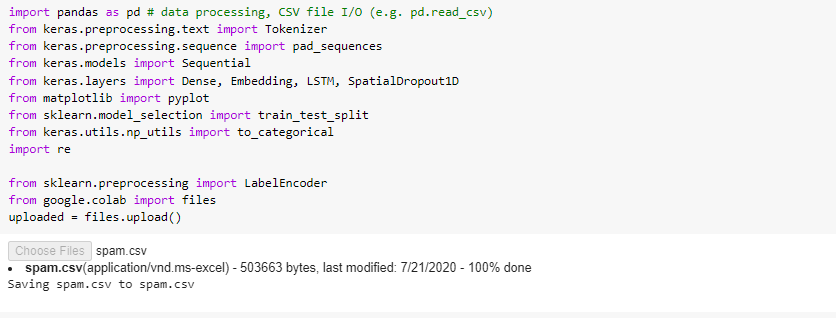 import pandas as pd # data processing, CSV file I/O (e.g. pd.read_csv)
from keras.preprocessing.text import Tokenizer
from keras.preprocessing.sequence import pad_sequences
from keras.models import Sequential
from keras.layers import Dense, Embedding, LSTM, SpatialDropout1D
from matplotlib import pyplot
from sklearn.model_selection import train_test_split
from keras.utils.np_utils import to_categorical
import re
from sklearn.preprocessing import LabelEncoder
from google.colab import files
uploaded = files.upload()
Choose Files spam.csv
• spam.csv(application/vnd.ms-excel) - 503663 bytes, last modified: 7/21/2020 - 100% done
Saving spam.csv to spam.csv